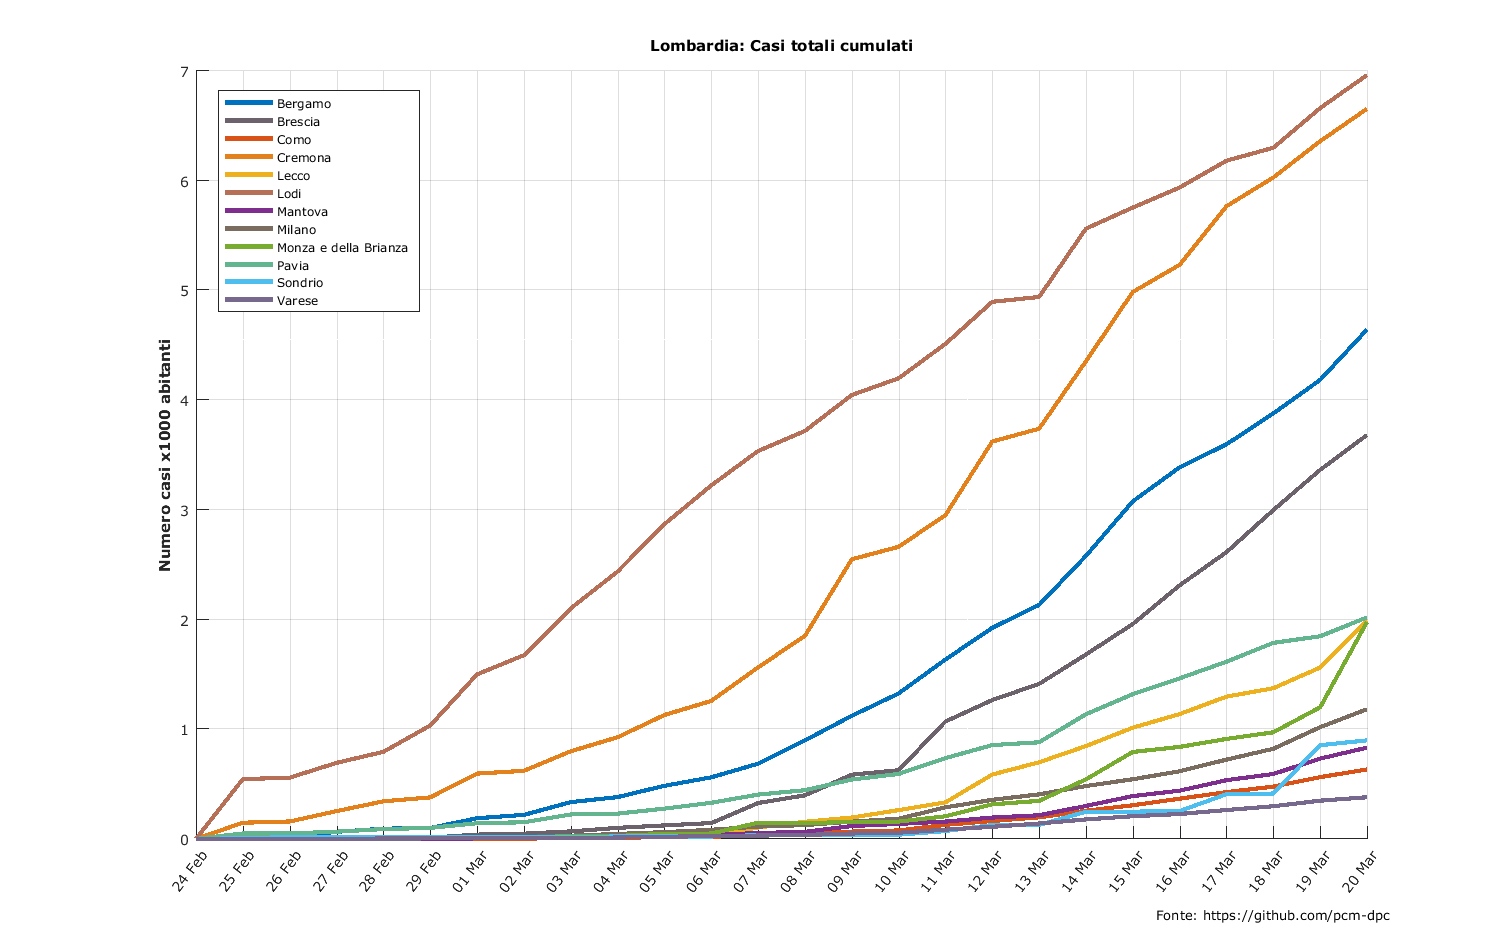 Lombardia: Casi totali cumulati
Numero casi x1000 abitanti
7
6
5
4
3
2
1
0
Bergamo
Brescia
Como
Cremona
Lecco
Lodi
Mantova
Milano
Monza e della Brianza
Pavia
Sondrio
Varese
24 Feb
25 Feb
26 Feb
27 Feb
28 Feb
29 Feb
01 Mar
02 Mar
03 Mar
04 Mar
05 Mar
06 Mar
07 Mar
08 Mar
09 Mar
10 Mar
11 Mar
12 Mar
13 Mar
14 Mar
15 Mar
16 Mar
17 Mar
18 Mar
19 Mar
20 Mar
Fonte: https://github.com/pcm-dpc